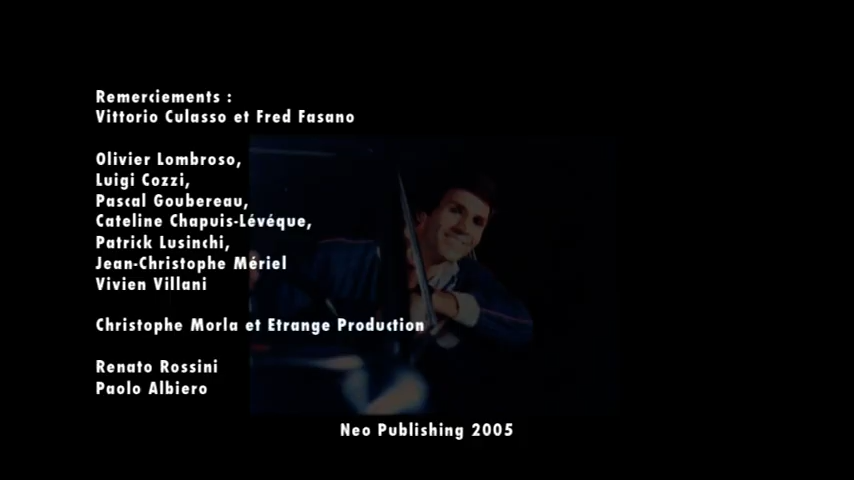 Remerciements :
Vittorio Culasso et Fred Fasano
Olivier Lombroso,
Luigi Cozzi,
Pascal Goubereau,
Cateline Chapuis-Lévéque,
Patrick Lusinchi,
Jean-Christophe Mériel
Vivien Villani
Christophe Morla et Etrange Production
Renato Rossini
Paolo Albiero
Neo Publishing 2005